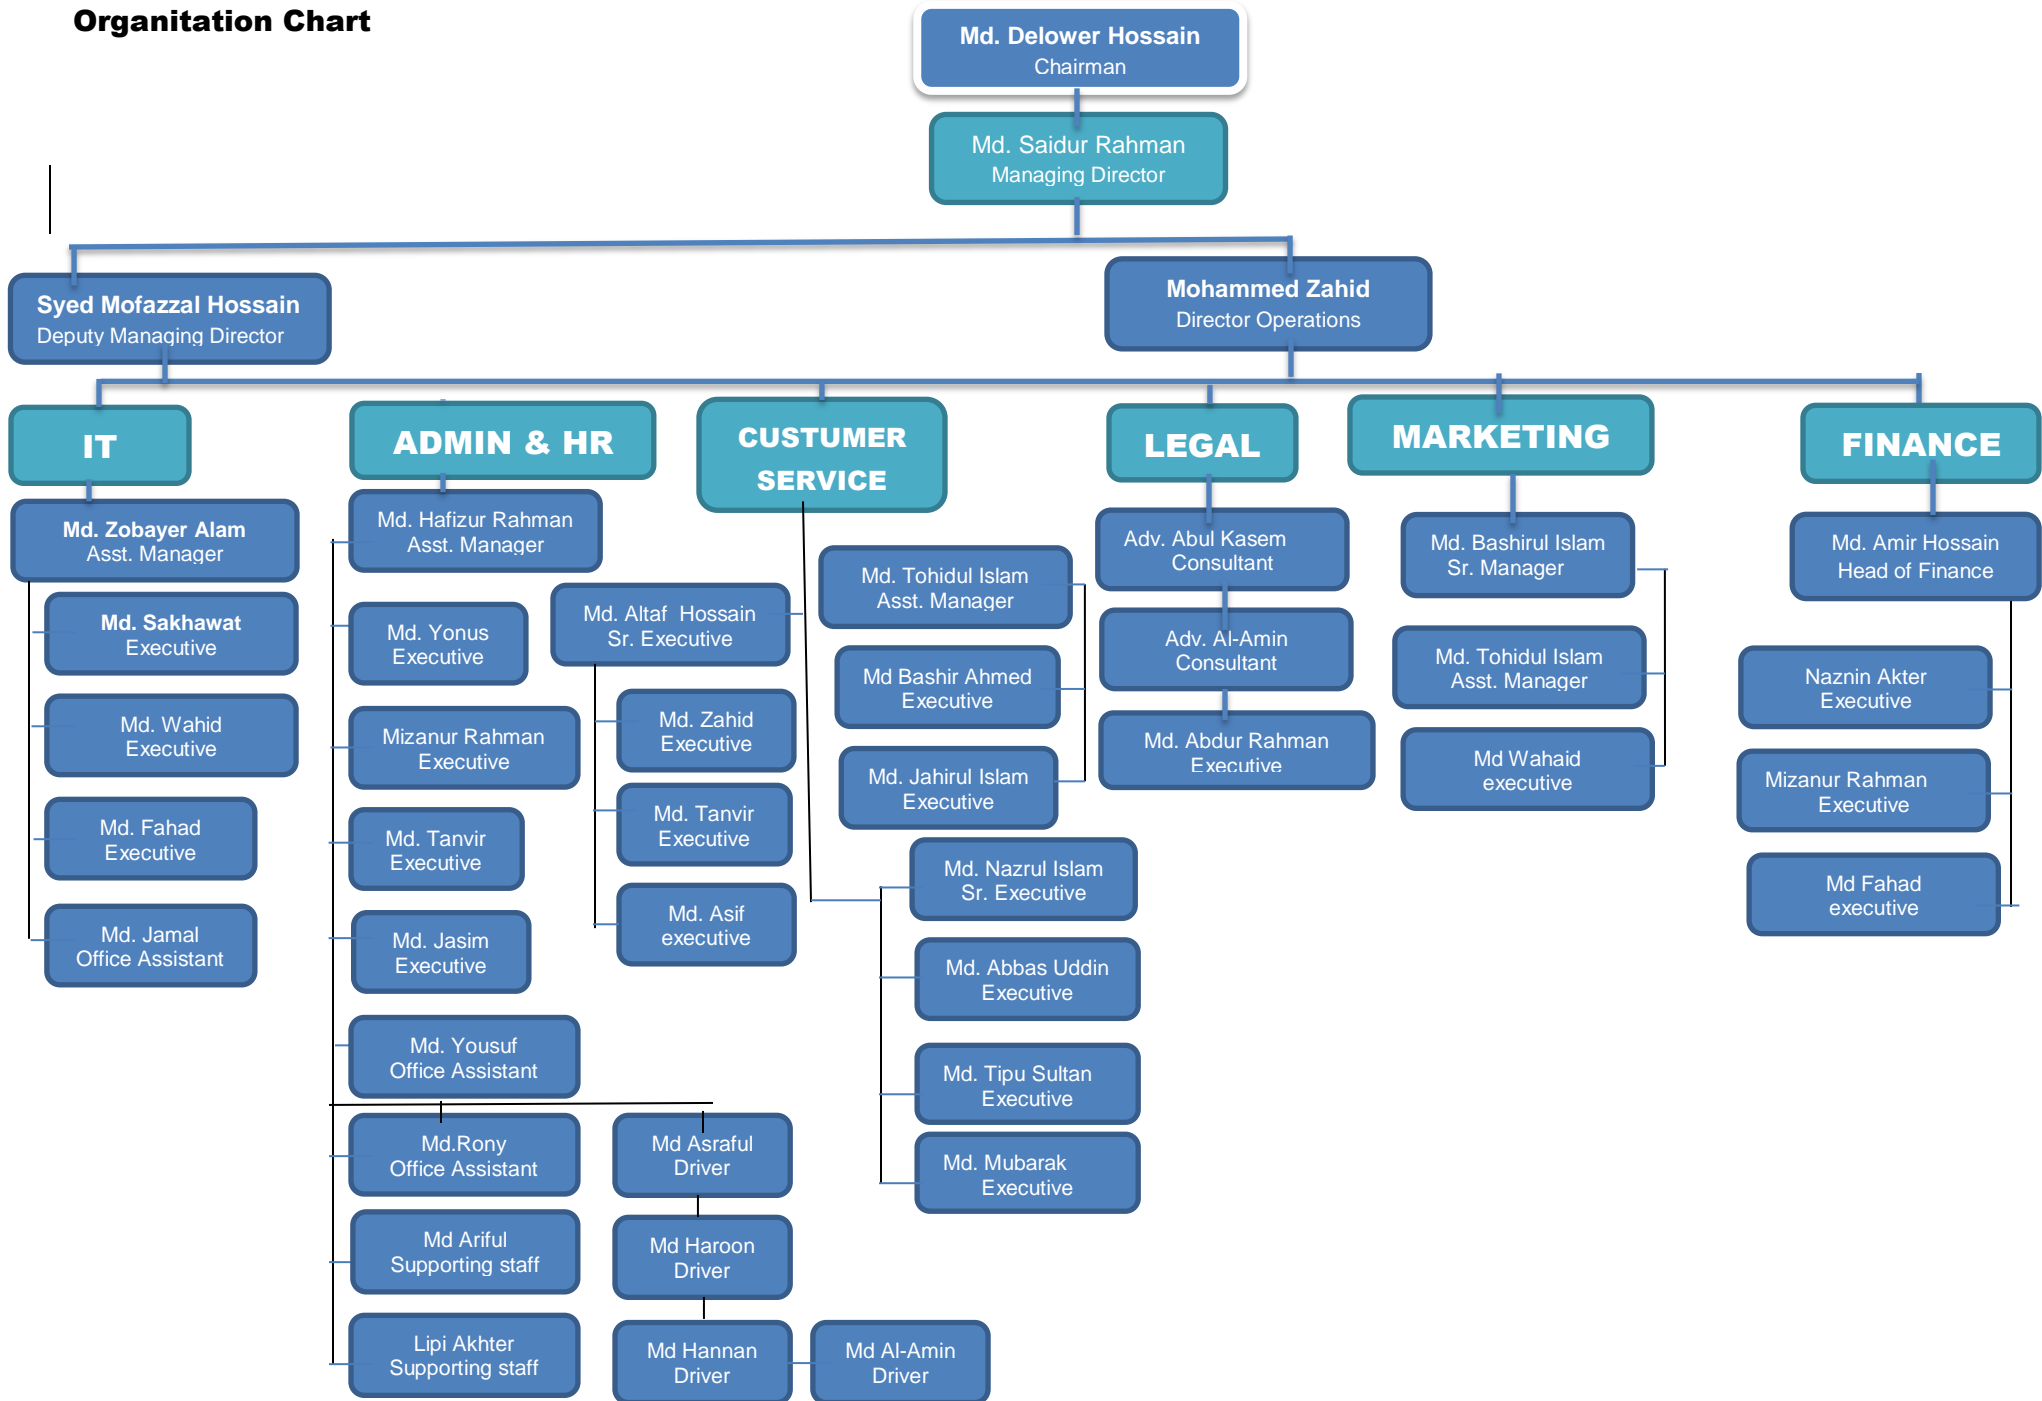 Organitation Chart
Md. Delower Hossain
Chairman
Md. Saidur Rahman
Managing Director
Syed Mofazzal Hossain
Deputy Managing Director
Mohammed Zahid
Director Operations
IT
ADMIN & HR
CUSTUMER
SERVICE
LEGAL
MARKETING
FINANCE
Md. Zobayer Alam
Asst. Manager
Md. Sakhawat
Executive
Md. Wahid
Executive
Md. Fahad
Executive
Md. Jamal
Office Assistant
Md. Hafizur Rahman
Asst. Manager
Md. Yonus
Executive
Mizanur Rahman
Executive
Md. Tanvir
Executive
Md. Jasim
Executive
Md. Yousuf
Office Assistant
Md.Rony
Office Assistant
Md Ariful
Supporting staff
Lipi Akhter
Supporting staff
Md Asraful
Driver
Md Haroon
Driver
Md Hannan
Driver
Md Al-Amin
Driver
Md. Altaf  Hossain
Sr. Executive
Md. Zahid
Executive
Md. Tanvir
Executive
Md. Asif
executive
Md. Tohidul Islam
Asst. Manager
Md Bashir Ahmed
Executive
Md. Jahirul Islam
Executive
Md. Nazrul Islam
Sr. Executive
Md. Abbas Uddin
Executive
Md. Tipu Sultan
Executive
Md. Mubarak
Executive
Adv. Abul Kasem
Consultant
Adv. Al-Amin
Consultant
Md. Abdur Rahman
Executive
Md. Bashirul Islam
Sr. Manager
Md. Tohidul Islam
Asst. Manager
Md Wahaid
executive
Md. Amir Hossain
Head of Finance
Naznin Akter
Executive
Mizanur Rahman
Executive
Md Fahad
executive